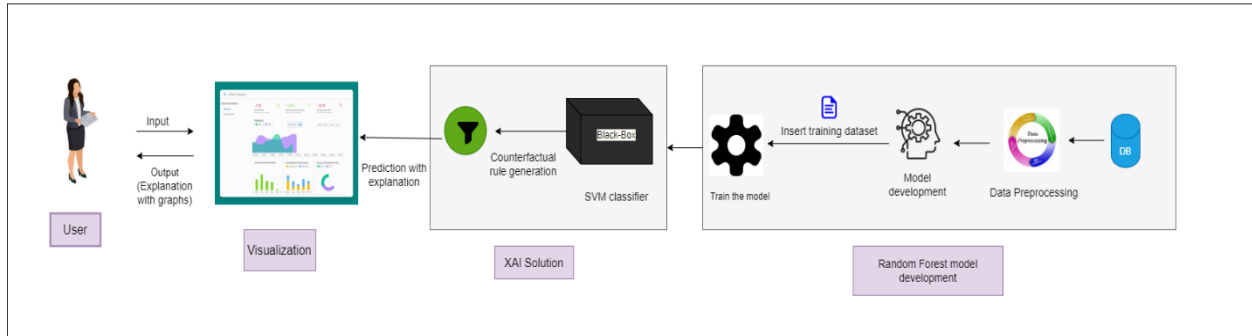 Input
Output
(Explanation
with graphs)
User
Visualization
Prediction with
explanation
Counterfactual
rule generation
Black-Box
SVM classifier
XAI Solution
Train the model
Insert training dataset
Model
development
Data
Preprocessing
Data Preprocessing
DB
Random Forest model
development